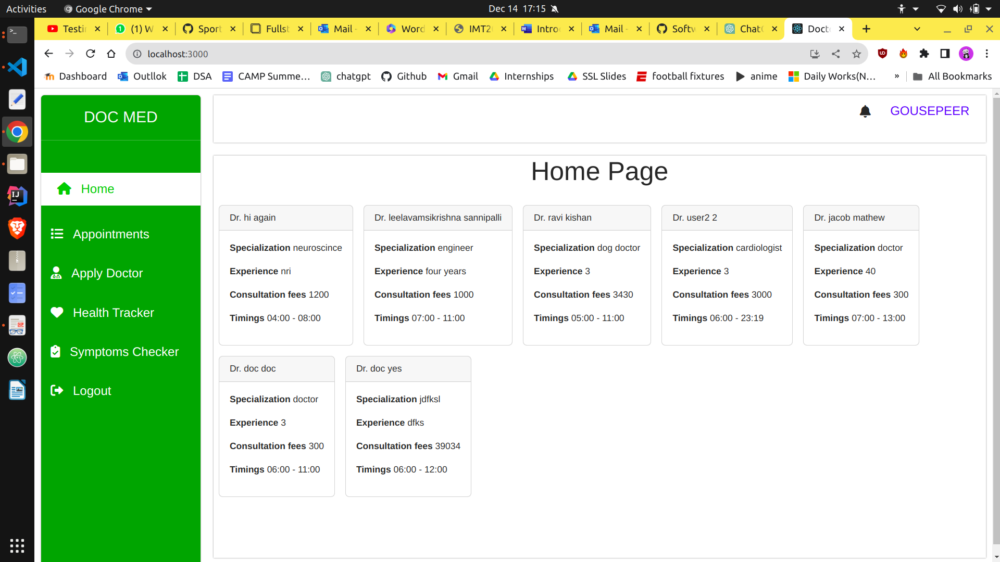 Activities Google Chrome Dec 14 17:15
Testin (1) W Sport Fullst Mail - Word IMT20 Intro Mail - Softw ChatG Docto
localhost:3000
Dashboard Outllok DSA CAMP Summe... chatgpt Github Gmail Internships SSL Slides football fixtures anime Daily Works(N... » All Bookmarks
DOC MED
GOUSEPEER
Home
Appointments
Apply Doctor
Health Tracker
Symptoms Checker
Logout
Home Page
Dr. hi again
Specialization neuroscince
Experience nri
Consultation fees 1200
Timings 04:00 - 08:00
Dr. leelavamsikrishna sannipalli
Specialization engineer
Experience four years
Consultation fees 1000
Timings 07:00 - 11:00
Dr. ravi kishan
Specialization dog doctor
Experience 3
Consultation fees 3430
Timings 05:00 - 11:00
Dr. user2 2
Specialization cardiologist
Experience 3
Consultation fees 3000
Timings 06:00 - 23:19
Dr. jacob mathew
Specialization doctor
Experience 40
Consultation fees 300
Timings 07:00 - 13:00
Dr. doc doc
Specialization doctor
Experience 3
Consultation fees 300
Timings 06:00 - 11:00
Dr. doc yes
Specialization jdfksl
Experience dfks
Consultation fees 39034
Timings 06:00 - 12:00